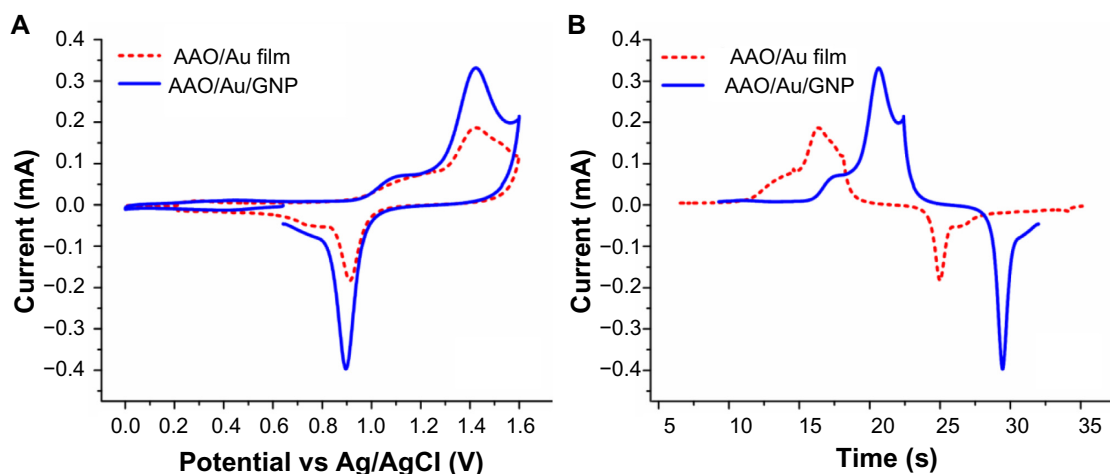 A
AAO/Au film
AAO/Au/GNP
0.4
0.3
0.2
0.1
0.0
−0.1
−0.2
−0.3
−0.4
Current (mA)
0.0 0.2 0.4 0.6 0.8 1.0 1.2 1.4 1.6
Potential vs Ag/AgCl (V)
B
AAO/Au film
AAO/Au/GNP
0.4
0.3
0.2
0.1
0.0
−0.1
−0.2
−0.3
−0.4
Current (mA)
5 10 15 20 25 30 35
Time (s)